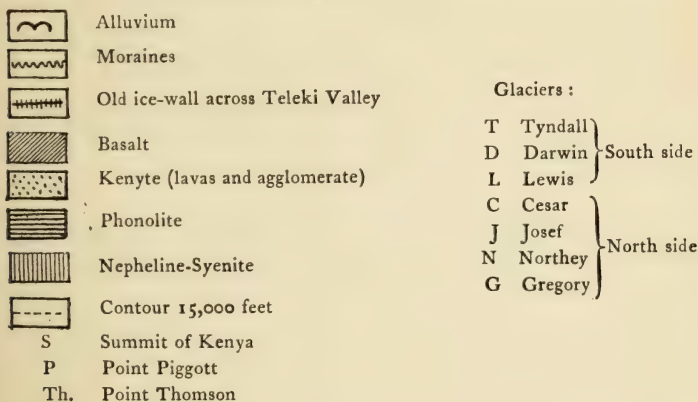 Alluvium
Moraines
Old ice-wall across Teleki Valley
Basalt
Kenyte (lavas and agglomerate)
Phonolite
Nepheline-Syenite
Contour 15,000 feet
S Summit of Kenya
P Point Piggott
Th. Point Thomson
Glaciers :
T Tyndall
D Darwin
L Lewis
South side
C Cesar
J Josef
N Northey
G Gregory
North side